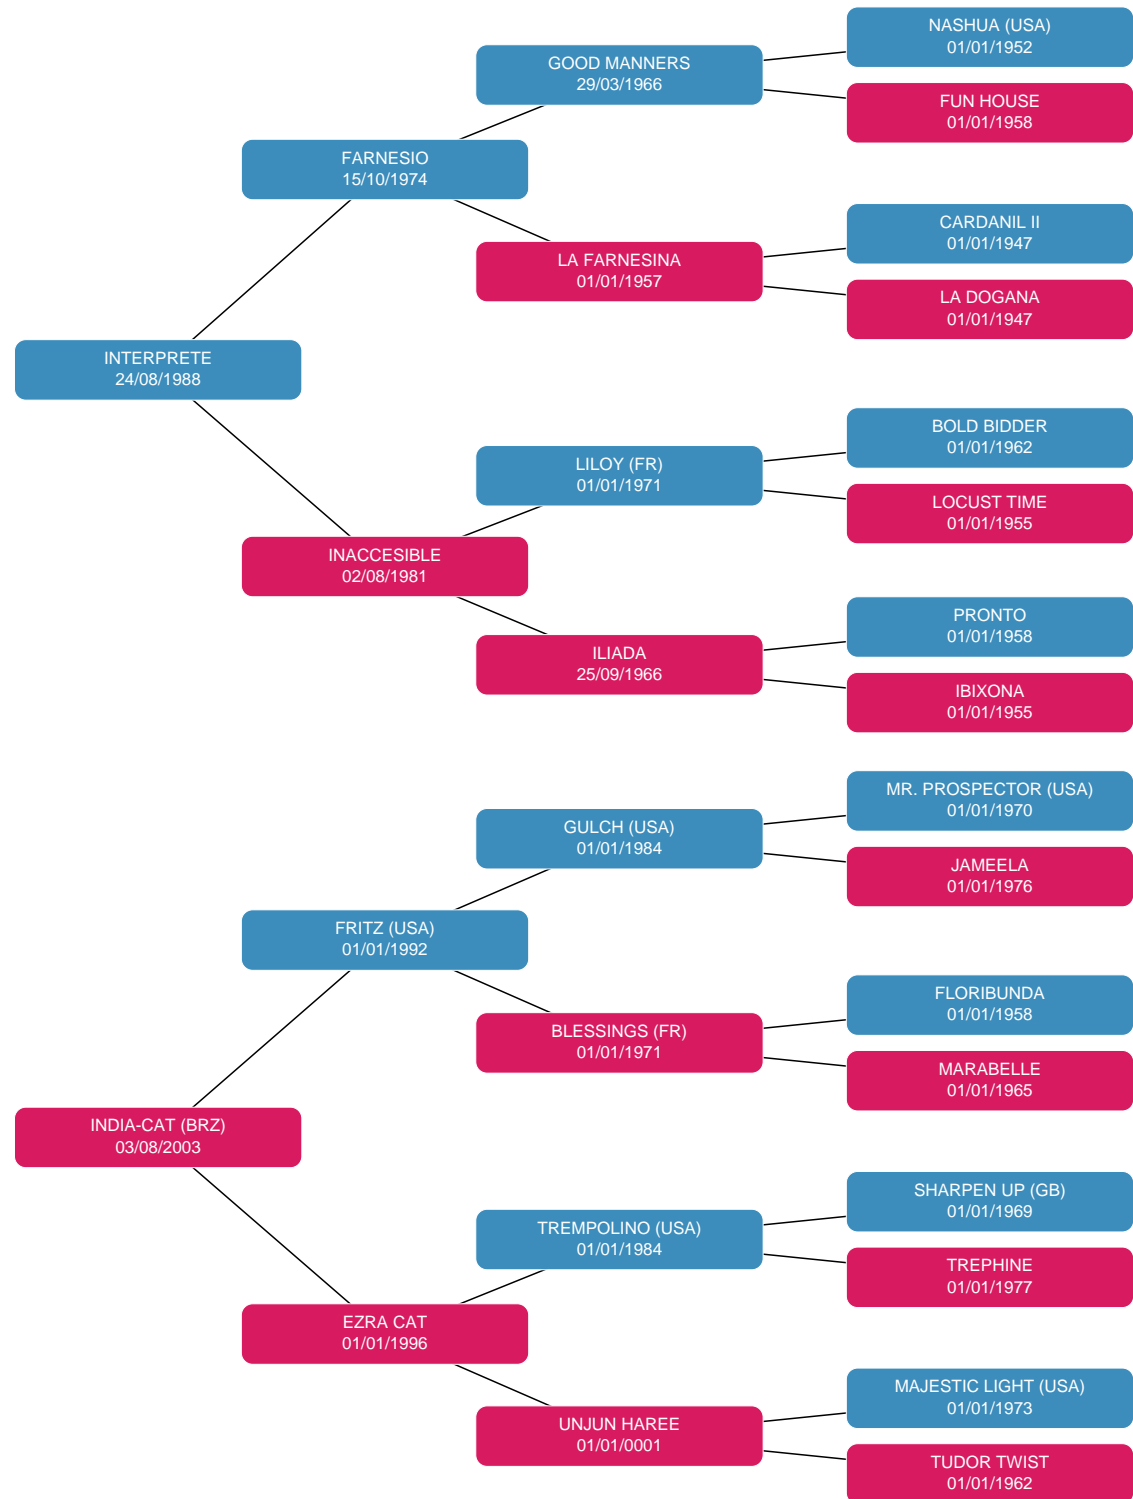 NASHUA (USA)
01/01/1952
GOOD MANNERS
29/03/1966
FUN HOUSE
01/01/1958
FARNESIO
15/10/1974
CARDANIL II
01/01/1947
LA FARNESINA
01/01/1957
LA DOGANA
01/01/1947
INTERPRETE
24/08/1988
BOLD BIDDER
01/01/1962
LILOY (FR)
01/01/1971
LOCUST TIME
01/01/1955
INACCESIBLE
02/08/1981
PRONTO
01/01/1958
ILIADA
25/09/1966
IBIXONA
01/01/1955
MR. PROSPECTOR (USA)
01/01/1970
GULCH (USA)
01/01/1984
JAMEELA
01/01/1976
FRITZ (USA)
01/01/1992
FLORIBUNDA
01/01/1958
BLESSINGS (FR)
01/01/1971
MARABELLE
01/01/1965
INDIA-CAT (BRZ)
03/08/2003
SHARPEN UP (GB)
01/01/1969
TREMPOLINO (USA)
01/01/1984
TREPHINE
01/01/1977
EZRA CAT
01/01/1996
MAJESTIC LIGHT (USA)
01/01/1973
UNJUN HAREE
01/01/0001
TUDOR TWIST
01/01/1962